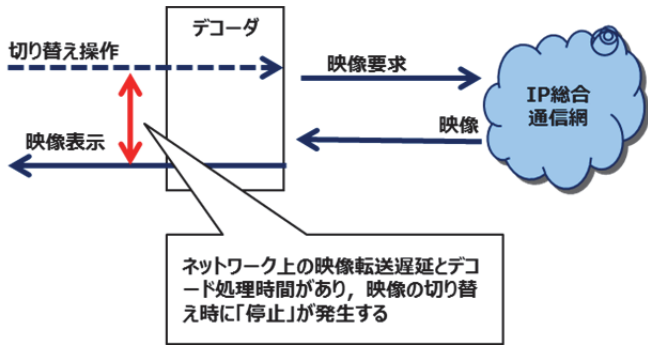 デコーダ
切り替え操作
映像要求
IP総合
通信網
映像
映像表示
ネットワーク上の映像転送遅延とデコ
ード処理時間があり，映像の切り替
え時に「停止」が発生する